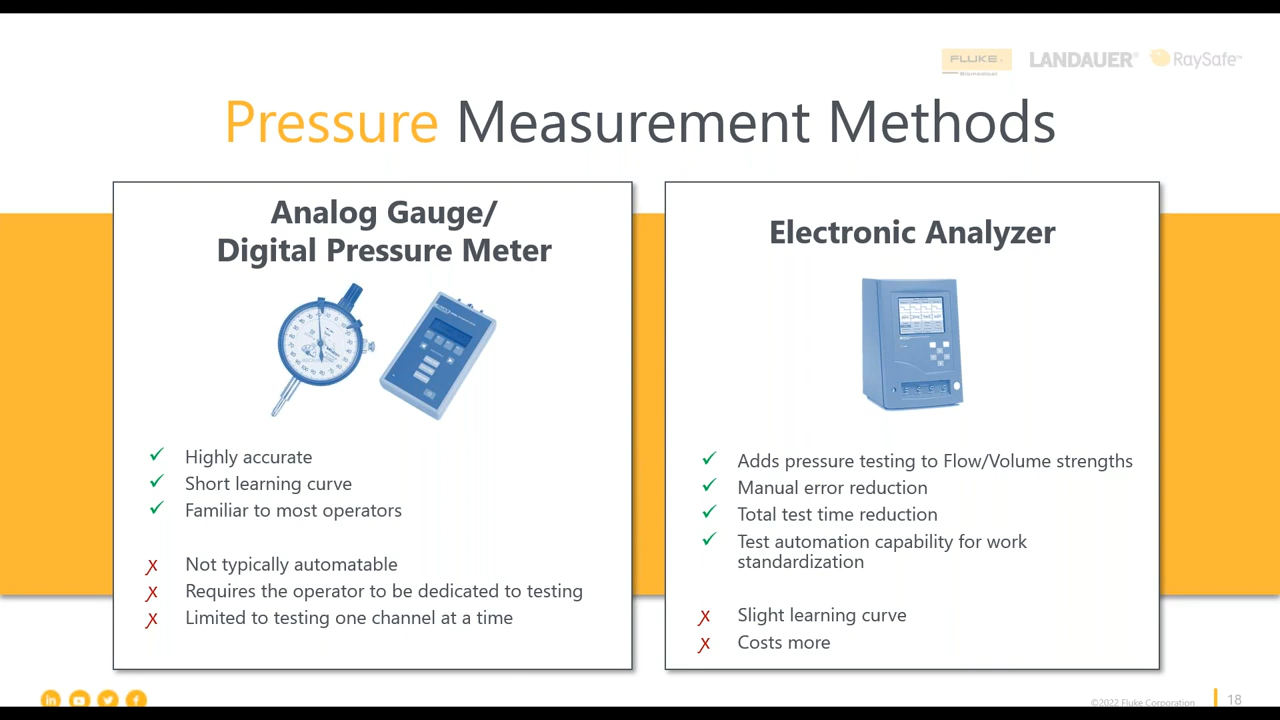 FLUKE
Biomedical
LANDAUER®
RaySafe™
Pressure Measurement Methods
Analog Gauge/
Digital Pressure Meter
Highly accurate
Short learning curve
Familiar to most operators
Not typically automatable
Requires the operator to be dedicated to testing
Limited to testing one channel at a time
Electronic Analyzer
Adds pressure testing to Flow/Volume strengths
Manual error reduction
Total test time reduction
Test automation capability for work
standardization
Slight learning curve
Costs more
©2022 Fluke Corporation
18